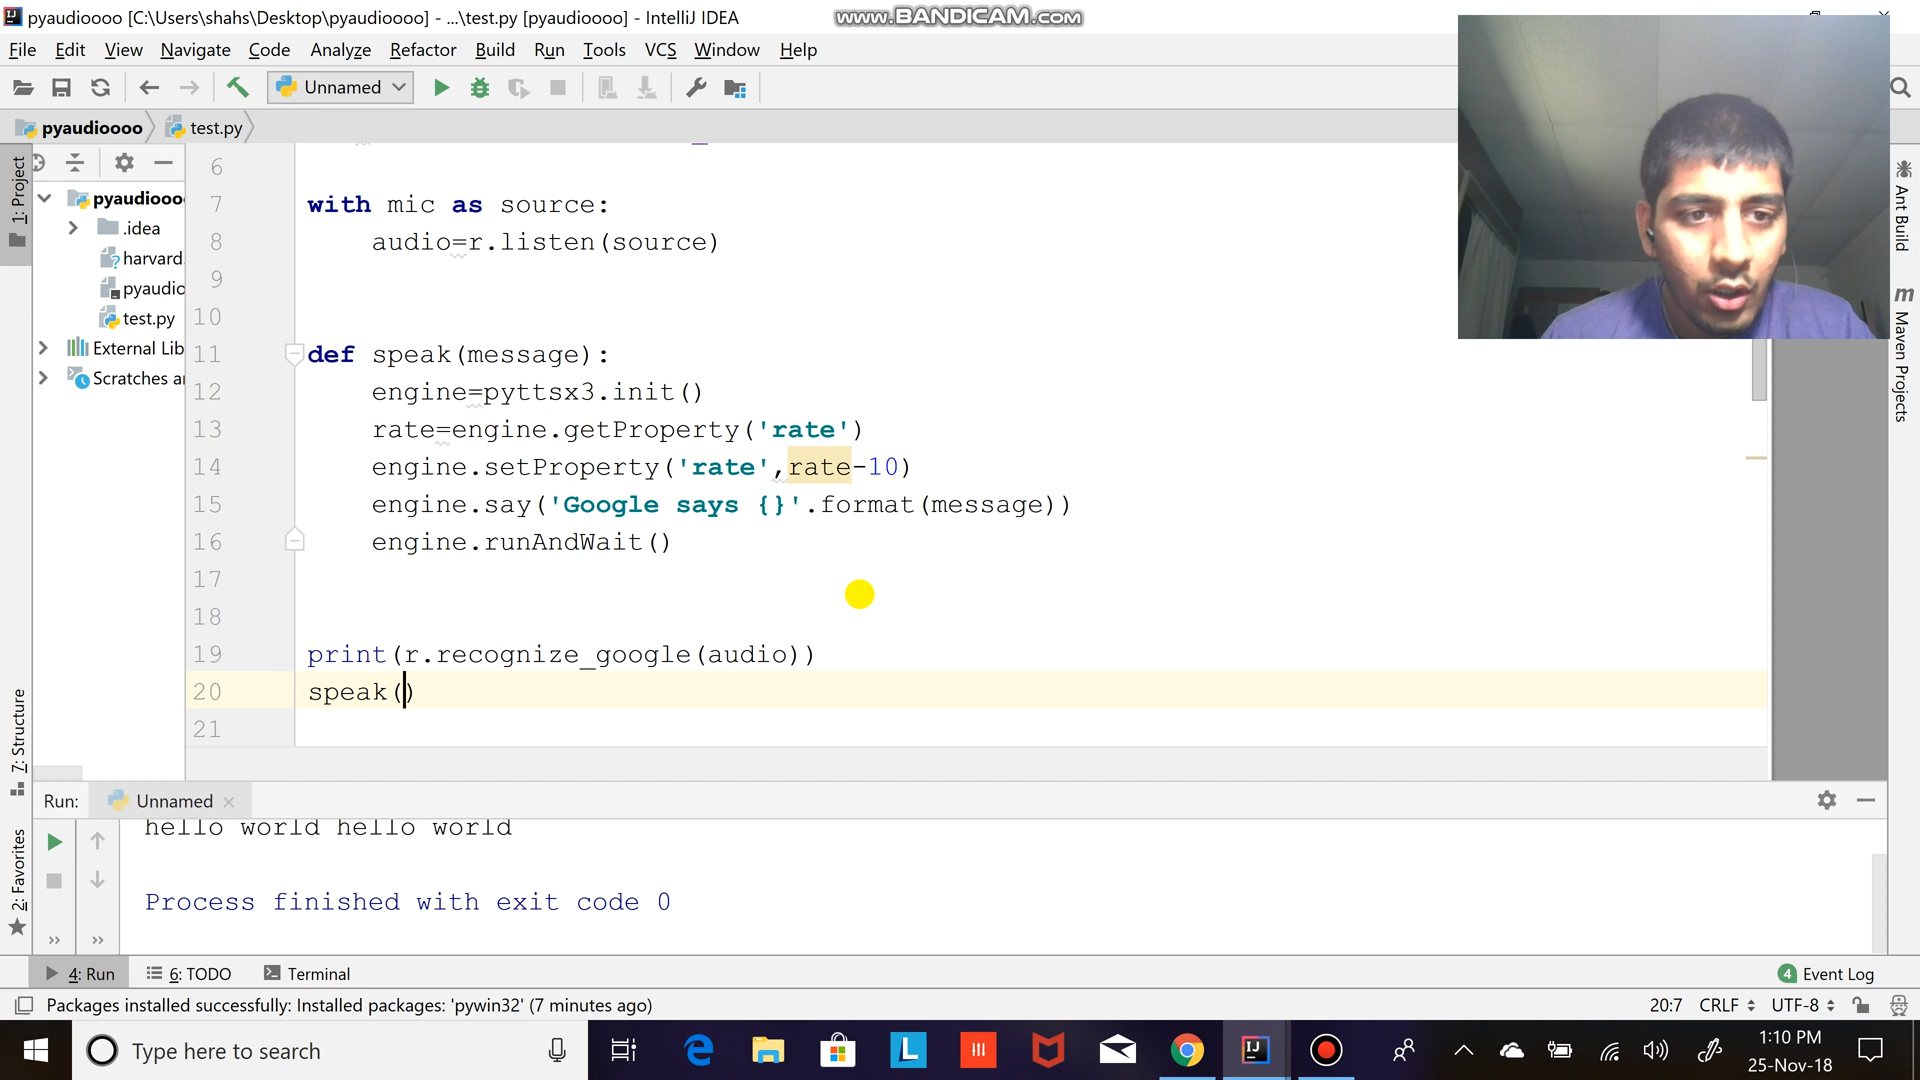 pyaudioooo [C:\Users\shahs\Desktop\pyaudioooo] - ...\test.py [pyaudioooo] - IntelliJ IDEA
www.BANDICAM.com
File Edit View Navigate Code Analyze Refactor Build Run Tools VCS Window Help
Unnamed
pyaudioooo test.py
1: Project
pyaudiooo
.idea
harvard.
pyaudio
test.py
External Lib
Scratches a
7: Structure
2: Favorites
Ant Build
Maven Projects
6
7 with mic as source:
8 audio=r.listen(source)
9
10
11 def speak(message):
12 engine=pyttsx3.init()
13 rate=engine.getProperty('rate')
14 engine.setProperty('rate',rate-10)
15 engine.say('Google says {}'.format(message))
16 engine.runAndWait()
17
18
19 print(r.recognize_google(audio))
20 speak()
21
Run: Unnamed
hello world hello world
Process finished with exit code 0
4: Run 6: TODO Terminal 4 Event Log
Packages installed successfully: Installed packages: 'pywin32' (7 minutes ago) 20:7 CRLF UTF-8
Type here to search
1:10 PM
25-Nov-18